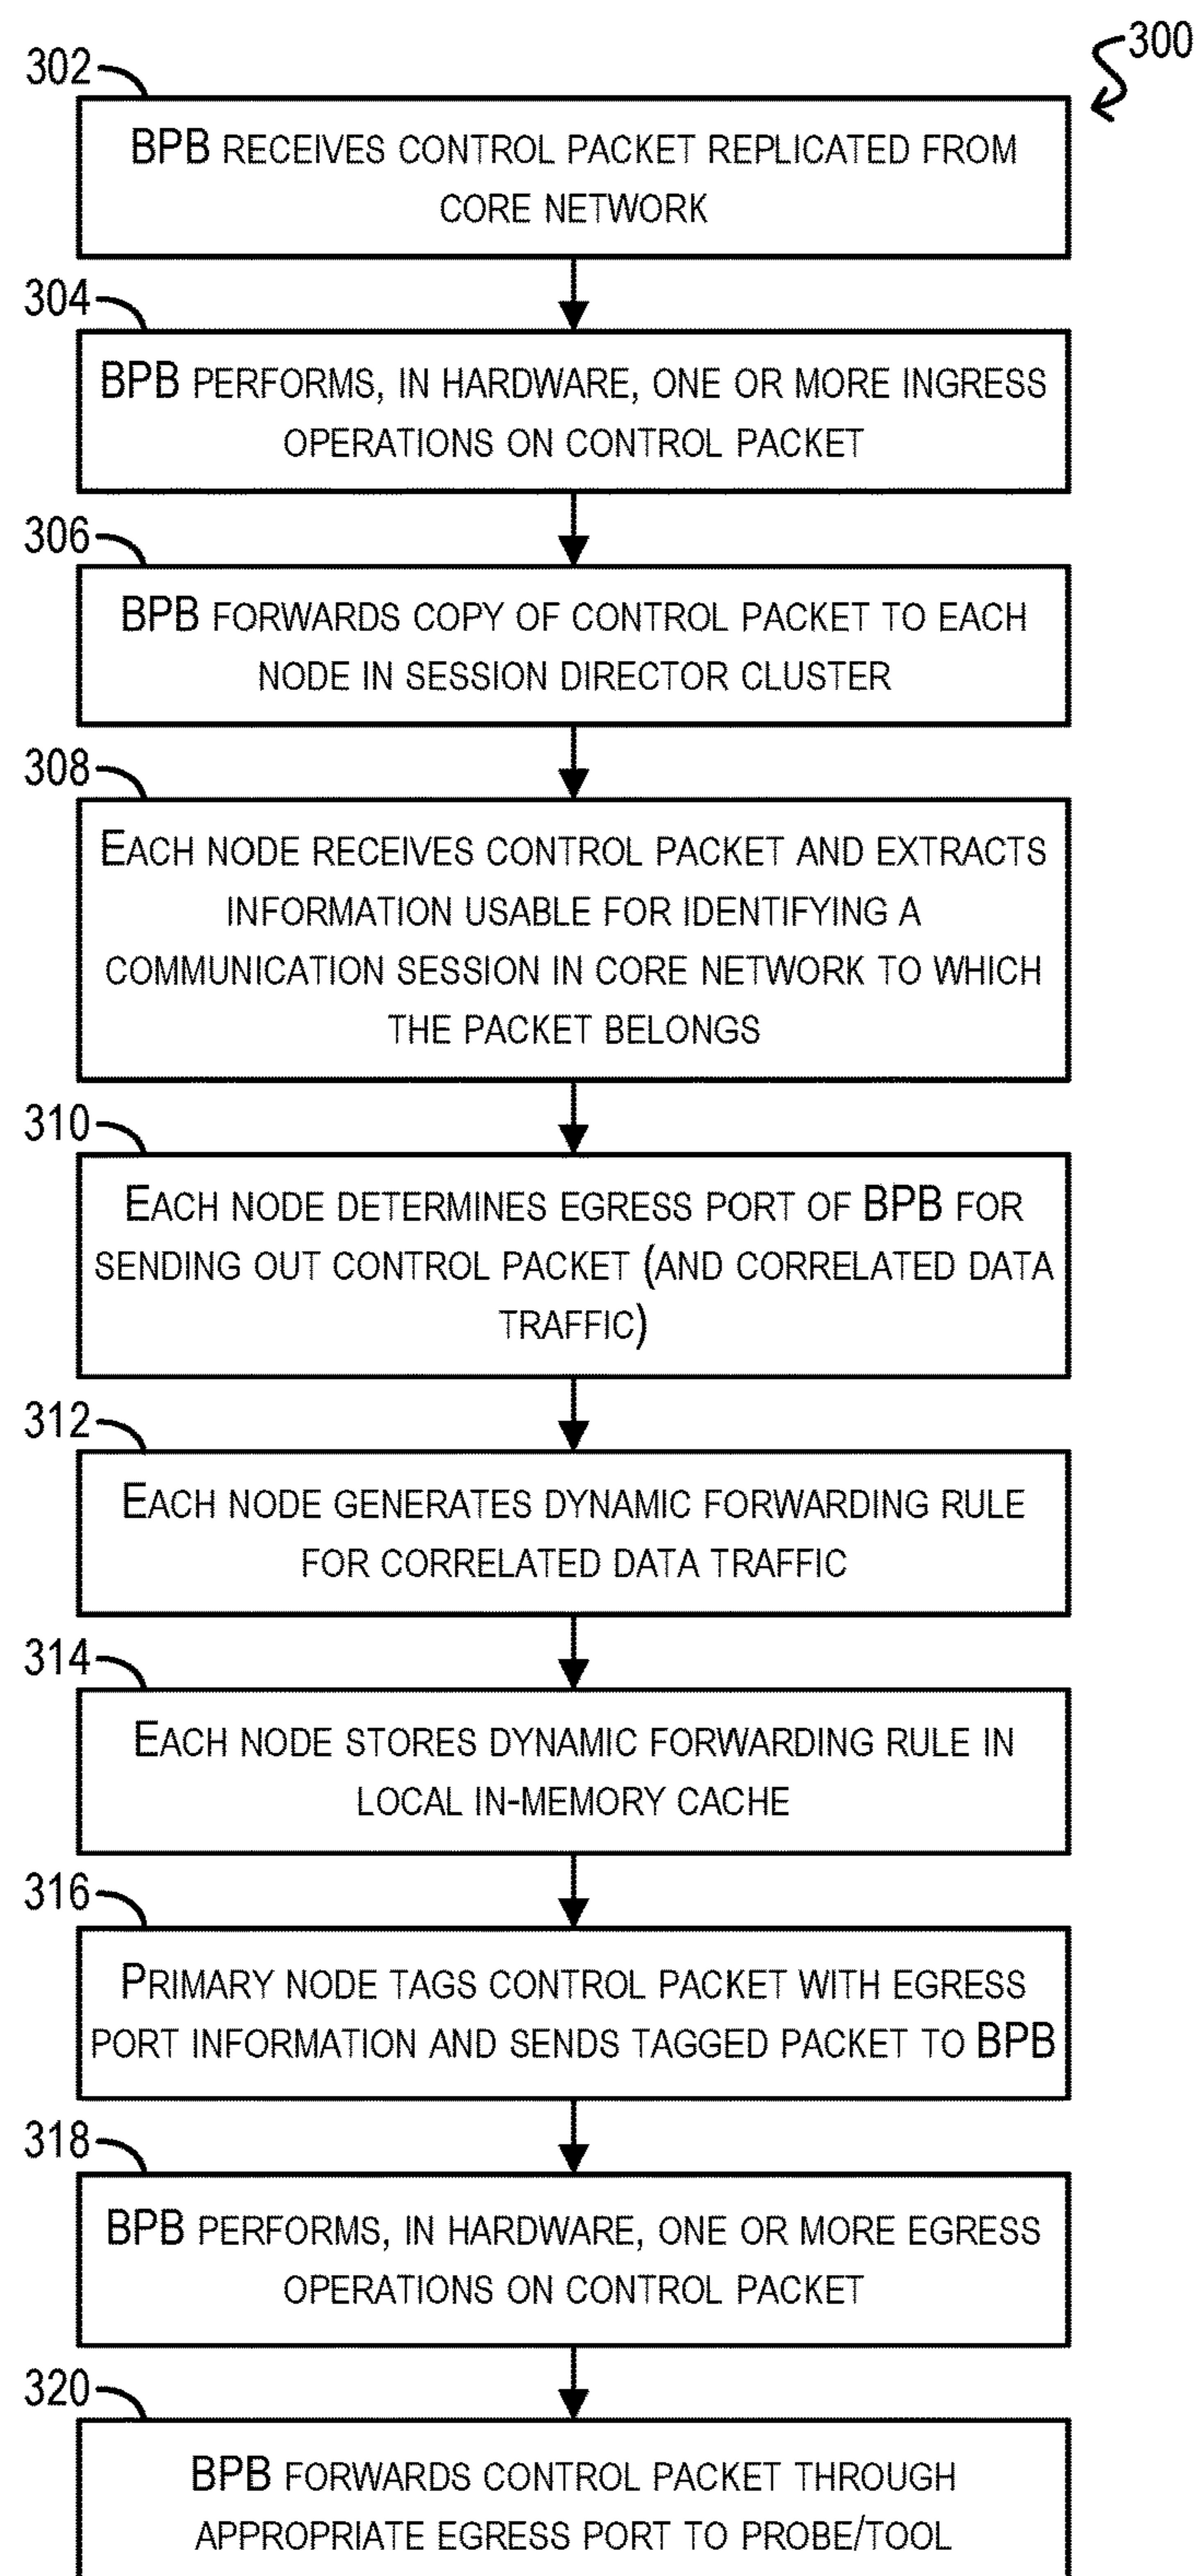 300
302
BPB RECEIVES CONTROL PACKET REPLICATED FROM
CORE NETWORK
304
BPB PERFORMS, IN HARDWARE, ONE OR MORE INGRESS
OPERATIONS ON CONTROL PACKET
306
BPB FORWARDS COPY OF CONTROL PACKET TO EACH
NODE IN SESSION DIRECTOR CLUSTER
308
EACH NODE RECEIVES CONTROL PACKET AND EXTRACTS
INFORMATION USABLE FOR IDENTIFYING A
COMMUNICATION SESSION IN CORE NETWORK TO WHICH
THE PACKET BELONGS
310
EACH NODE DETERMINES EGRESS PORT OF BPB FOR
SENDING OUT CONTROL PACKET (AND CORRELATED DATA
TRAFFIC)
312
EACH NODE GENERATES DYNAMIC FORWARDING RULE
FOR CORRELATED DATA TRAFFIC
314
EACH NODE STORES DYNAMIC FORWARDING RULE IN
LOCAL IN-MEMORY CACHE
316
PRIMARY NODE TAGS CONTROL PACKET WITH EGRESS
PORT INFORMATION AND SENDS TAGGED PACKET TO BPB
318
BPB PERFORMS, IN HARDWARE, ONE OR MORE EGRESS
OPERATIONS ON CONTROL PACKET
320
BPB FORWARDS CONTROL PACKET THROUGH
APPROPRIATE EGRESS PORT TO PROBE/TOOL